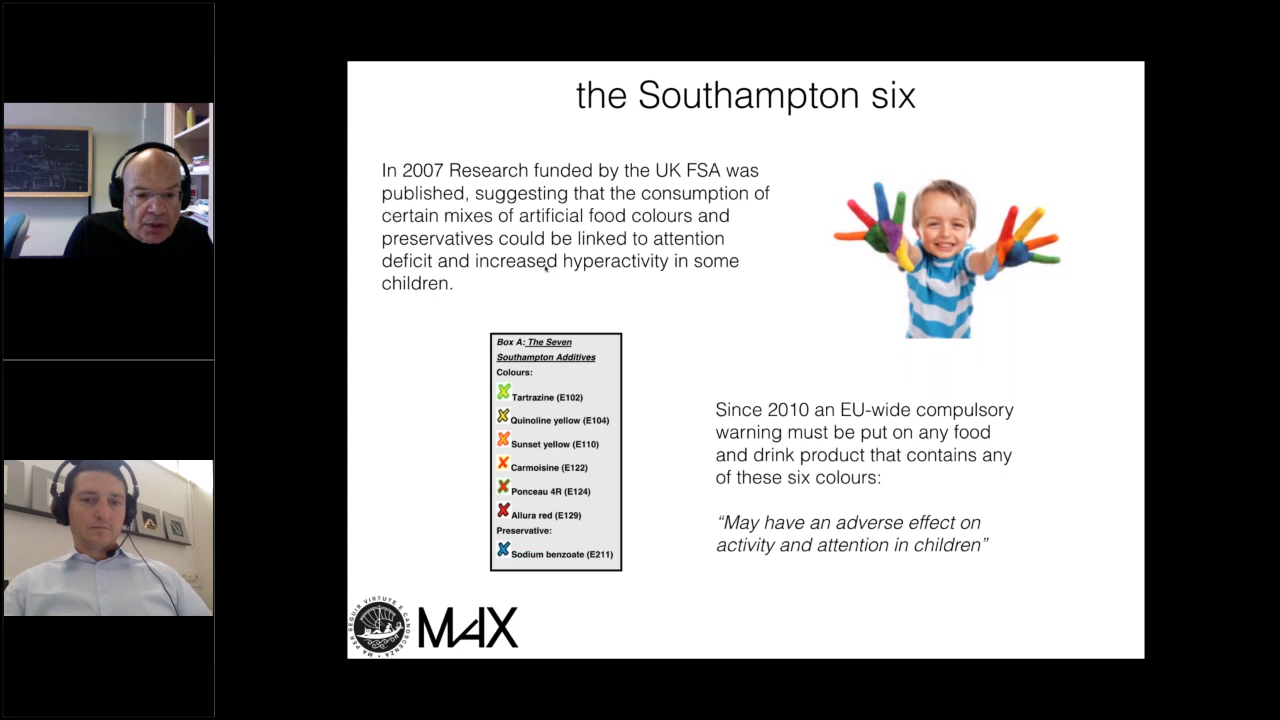 the Southampton six
In 2007 Research funded by the UK FSA was
published, suggesting that the consumption of
certain mixes of artificial food colours and
preservatives could be linked to attention
deficit and increased hyperactivity in some
children.
Box A: The Seven
Southampton Additives
Colours:
Tartrazine (E102)
Quinoline yellow (E104)
Sunset yellow (E110)
Carmoisine (E122)
Ponceau 4R (E124)
Allura red (E129)
Preservative:
Sodium benzoate (E211)
Since 2010 an EU-wide compulsory
warning must be put on any food
and drink product that contains any
of these six colours:
“May have an adverse effect on
activity and attention in children”
MA PER SEGUIR VIRTUTE E CANOSCENZA
MAX